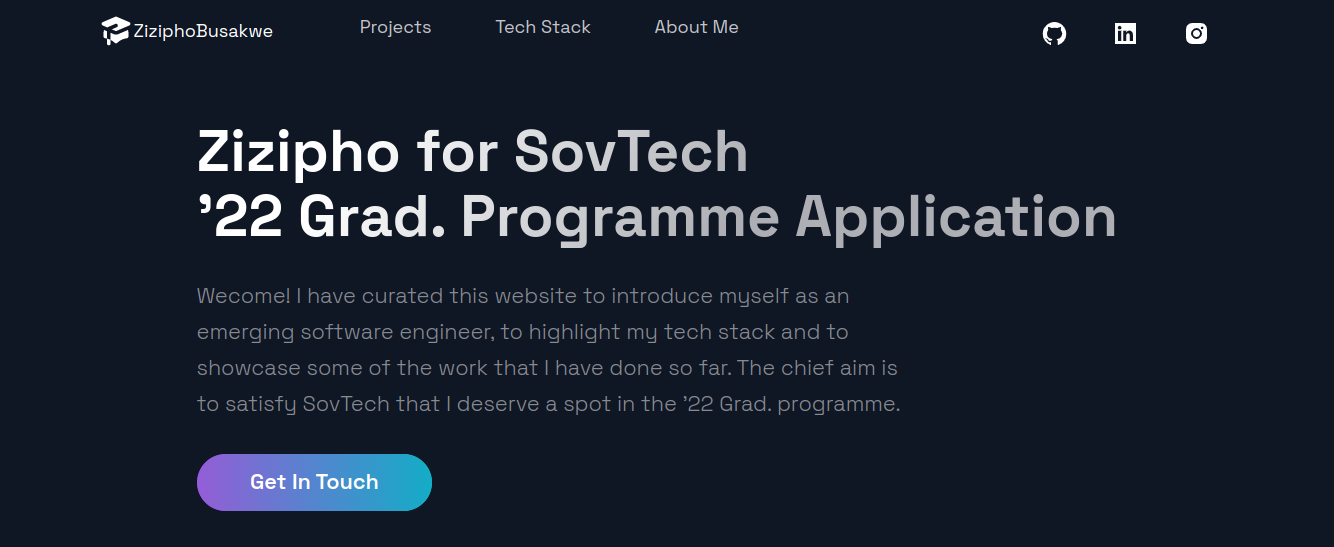 ZiziphoBusakwe
Projects
Tech Stack
About Me
Zizipho for SovTech
’22 Grad. Programme Application
Wecome! I have curated this website to introduce myself as an
emerging software engineer, to highlight my tech stack and to
showcase some of the work that I have done so far. The chief aim is
to satisfy SovTech that I deserve a spot in the ’22 Grad. programme.
Get In Touch